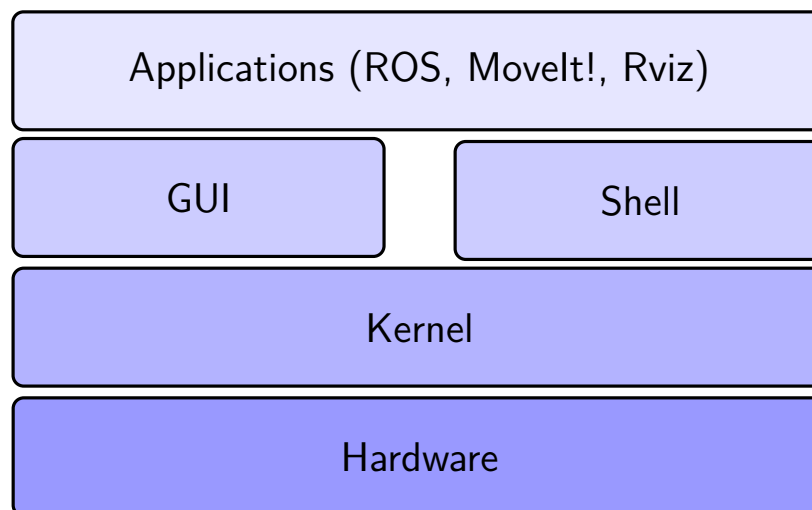 Applications (ROS, MoveIt!, Rviz)
GUI
Shell
Kernel
Hardware